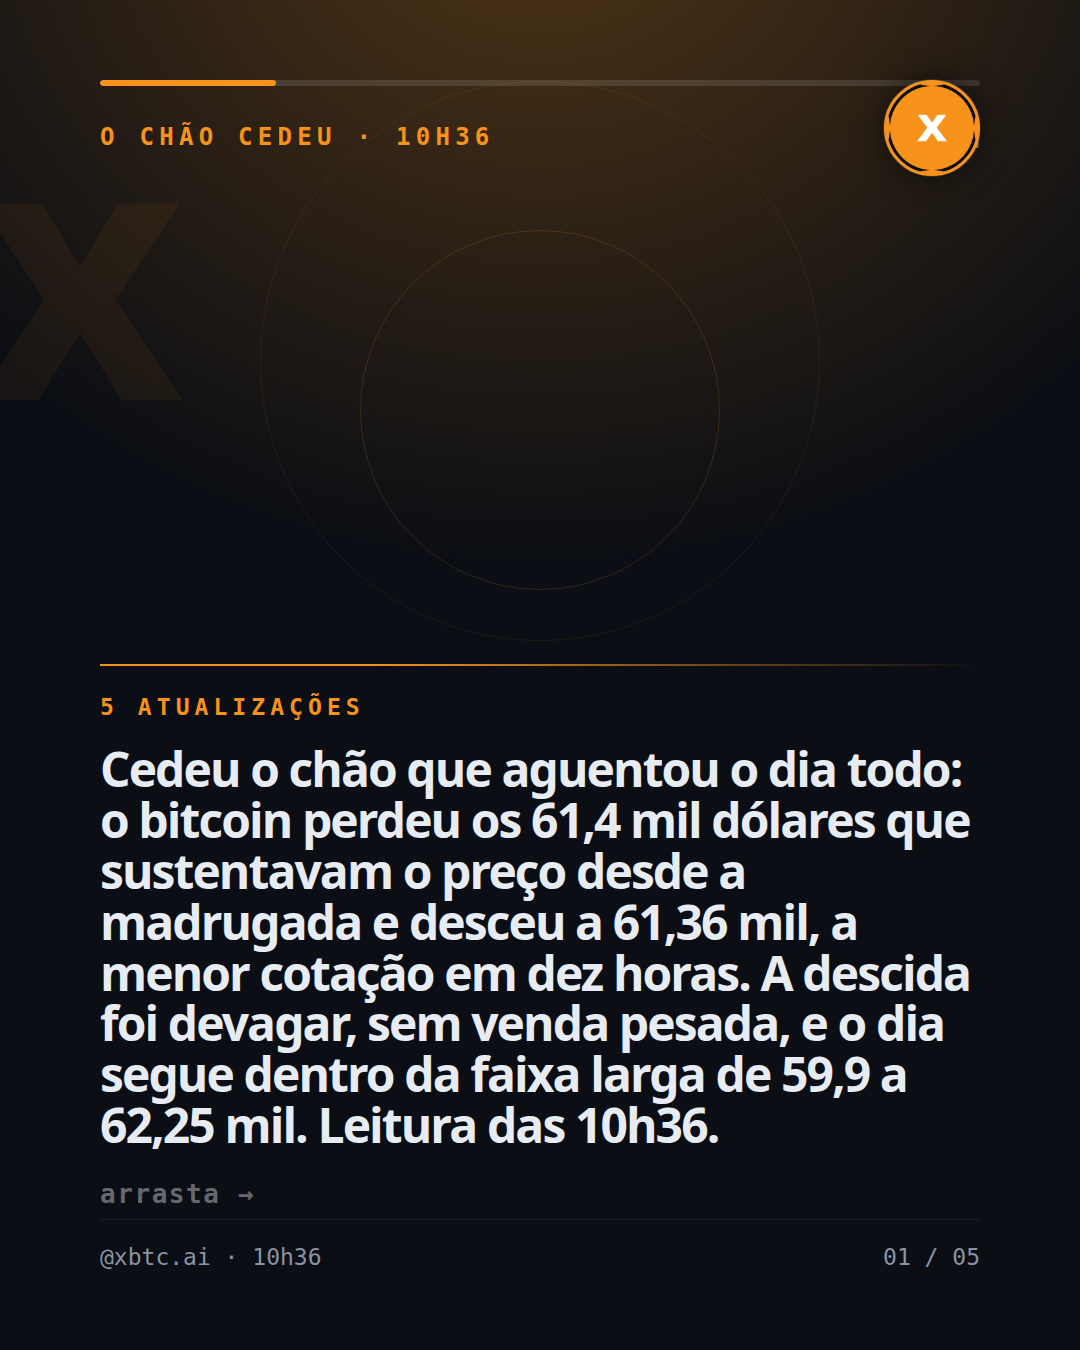 O CHÃO CEDEU · 10H36
X
X
5 ATUALIZAÇÕES
Cedeu o chão que aguentou o dia todo:
o bitcoin perdeu os 61,4 mil dólares que
sustentavam o preço desde a
madrugada e desceu a 61,36 mil, a
menor cotação em dez horas. A descida
foi devagar, sem venda pesada, e o dia
segue dentro da faixa larga de 59,9 a
62,25 mil. Leitura das 10h36.
arrasta →
@xbtc.ai · 10h36
01 / 05